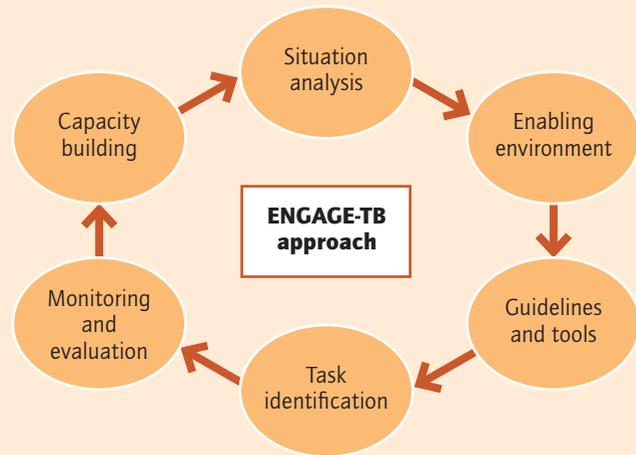 Situation
analysis
Enabling
environment
Guidelines
and tools
Task
identification
Monitoring
and
evaluation
Capacity
building
ENGAGE-TB
approach